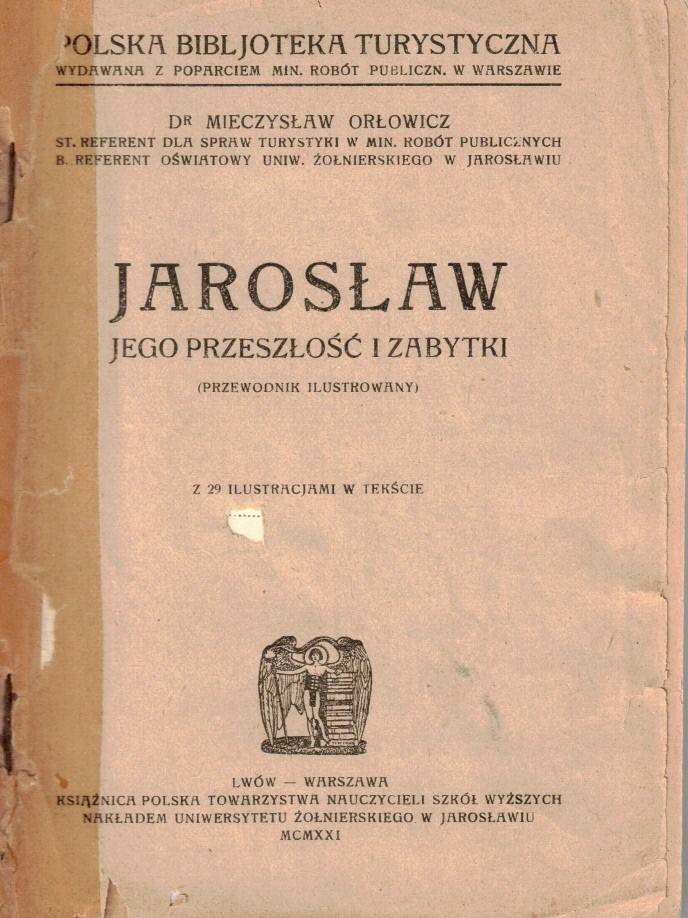 POLSKA BIBLJOTEKA TURYSTYCZNA
WYDAWANA Z POPARCIEM MIN. ROBÓT PUBLICZN. W WARSZAWIE
DR MIECZYSŁAW ORŁOWICZ
ST. REFERENT DLA SPRAW TURYSTYKI W MIN. ROBÓT PUBLICZNYCH
B. REFERENT OŚWIATOWY UNIW. ŻOŁNIERSKIEGO W JAROSŁAWIU
JAROSŁAW
JEGO PRZESZŁOŚĆ I ZABYTKI
(PRZEWODNIK ILUSTROWANY)
Z 29 ILUSTRACJAMI W TEKŚCIE
LWÓW — WARSZAWA
KSIĄŻNICA POLSKA TOWARZYSTWA NAUCZYCIELI SZKÓŁ WYŻSZYCH
NAKŁADEM UNIWERSYTETU ŻOŁNIERSKIEGO W JAROSŁAWIU
MCMXXI